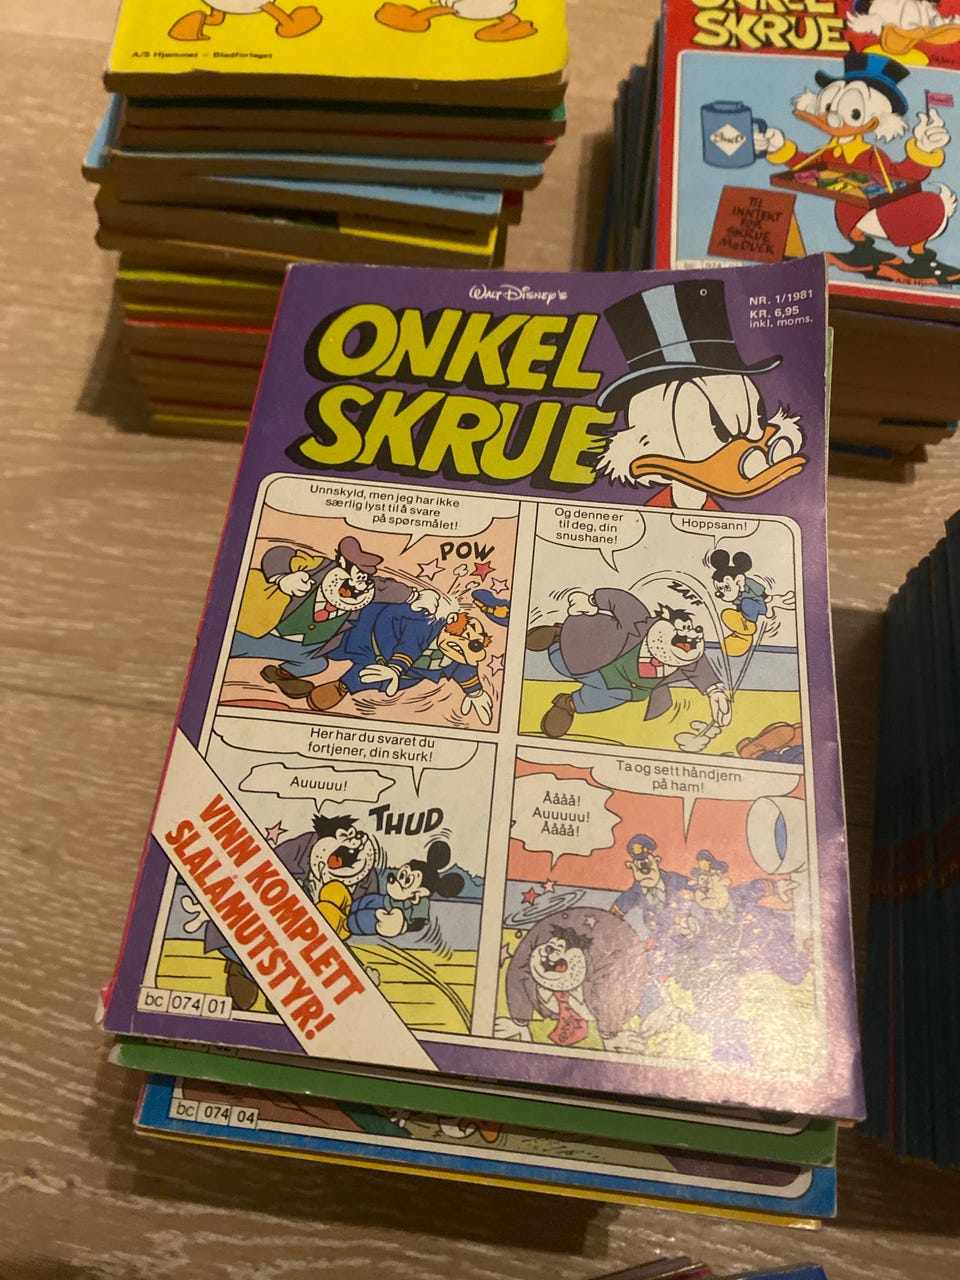 A/S Hjemmet – Bladforlaget
SKRUE
TIL
INNTEKT
FOR
SKRUE
McDUCK
A/S Hjemmet
WALT DISNEY'S
ONKEL
SKRUE
NR. 1/1981
KR. 6,95
inkl. moms.
Unnskyld, men jeg har ikke
særlig lyst til å svare
på spørsmålet!
POW
Og denne er
til deg, din
snushane!
Hoppsann!
ZAFF
Her har du svaret du
fortjener, din skurk!
Auuuuu!
THUD
Ta og sett håndjern
på ham!
Åååå!
Auuuuu!
Åååå!
VINN KOMPLETT
SLALÅMUTSTYR!
bc 074 01
bc 074 04